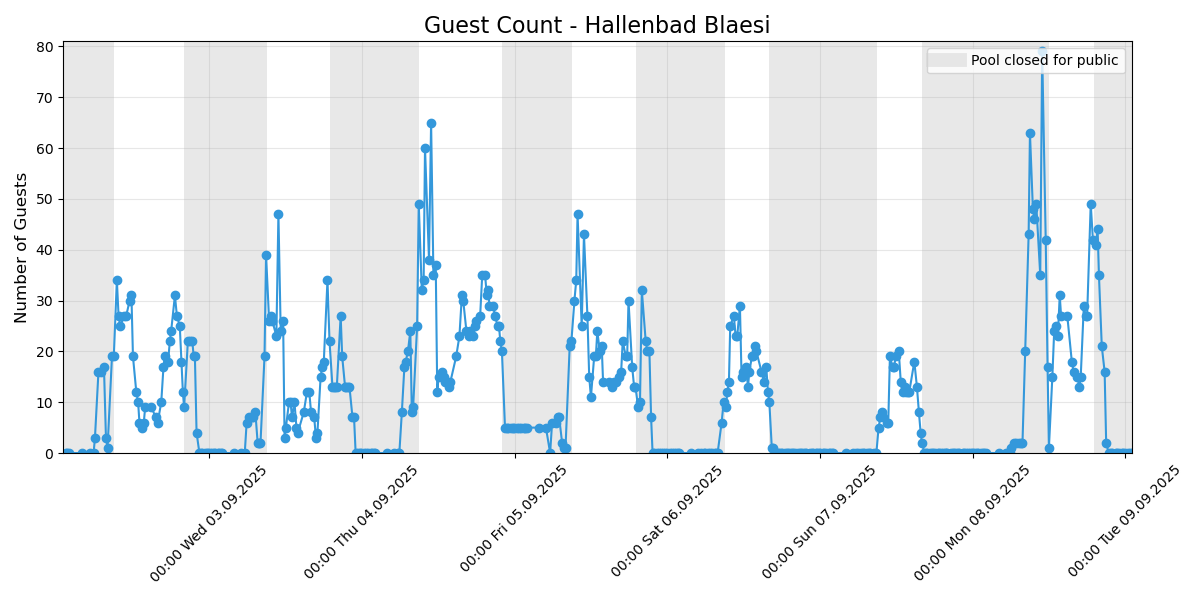 Guest Count - Hallenbad Blaesi
Pool closed for public
Number of Guests
80
70
60
50
40
30
20
10
0
00:00 Wed 03.09.2025
00:00 Thu 04.09.2025
00:00 Fri 05.09.2025
00:00 Sat 06.09.2025
00:00 Sun 07.09.2025
00:00 Mon 08.09.2025
00:00 Tue 09.09.2025